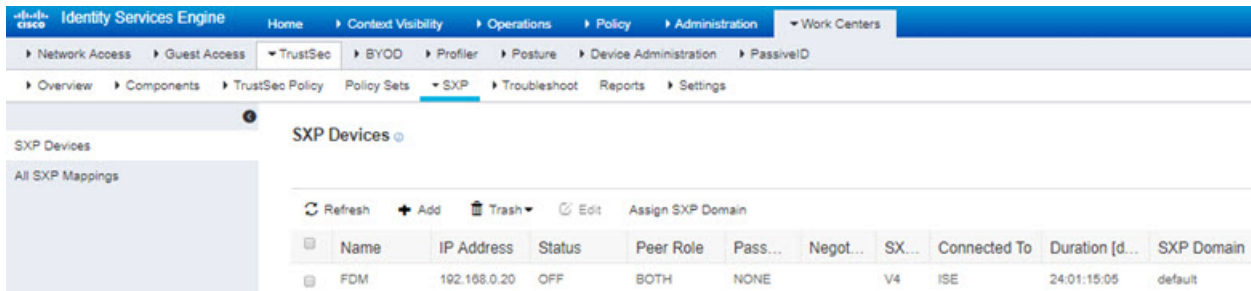 cisco Identity Services Engine Home Context Visibility Operations Policy Administration Work Centers
Network Access Guest Access TrustSec BYOD Profiler Posture Device Administration PassiveID
Overview Components TrustSec Policy Policy Sets SXP Troubleshoot Reports Settings
SXP Devices
All SXP Mappings
SXP Devices
Refresh Add Trash Edit Assign SXP Domain
Name IP Address Status Peer Role Pass... Negot... SX... Connected To Duration [d... SXP Domain
FDM 192.168.0.20 OFF BOTH NONE V4 ISE 24:01:15:05 default